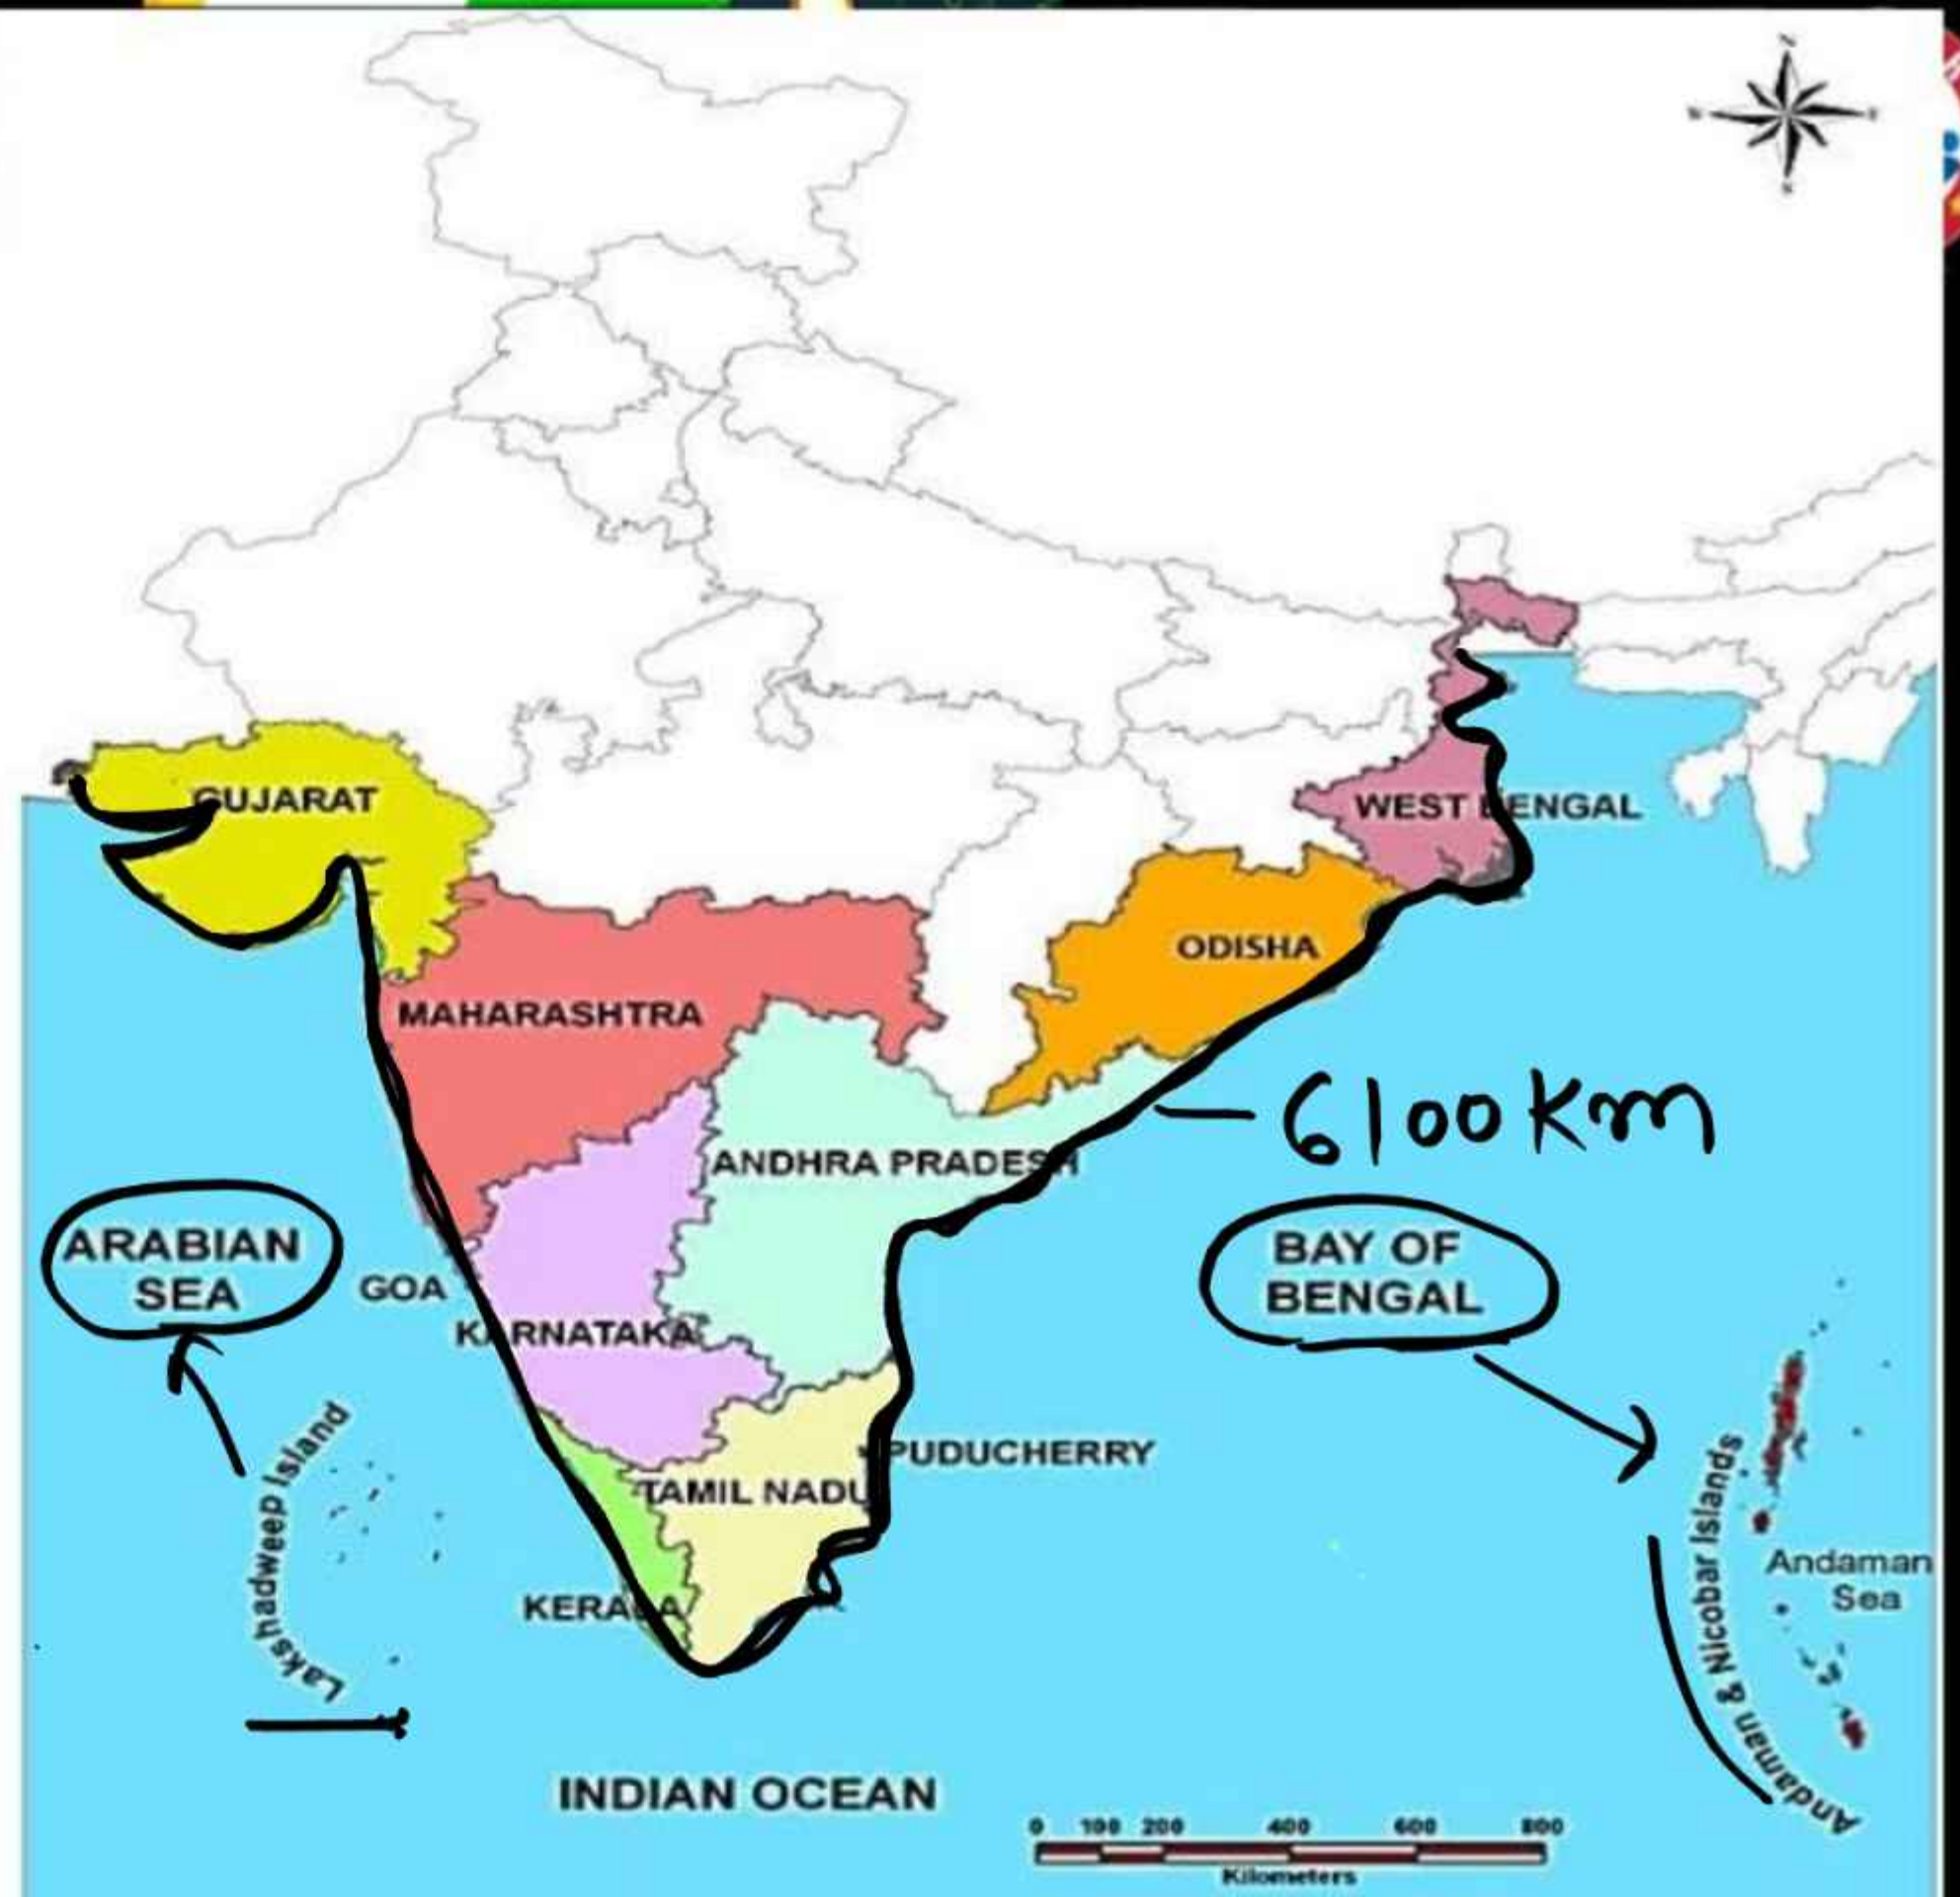 GUJARAT
WEST BENGAL
ODISHA
MAHARASHTRA
6100 Km
ANDHRA PRADESH
ARABIAN
SEA
GOA
BAY OF
BENGAL
KARNATAKA
PUDUCHERRY
TAMIL NADU
Lakshadweep Island
KERALA
Andaman & Nicobar Islands
Andaman
Sea
INDIAN OCEAN
0 100 200 400 600 800
Kilometers